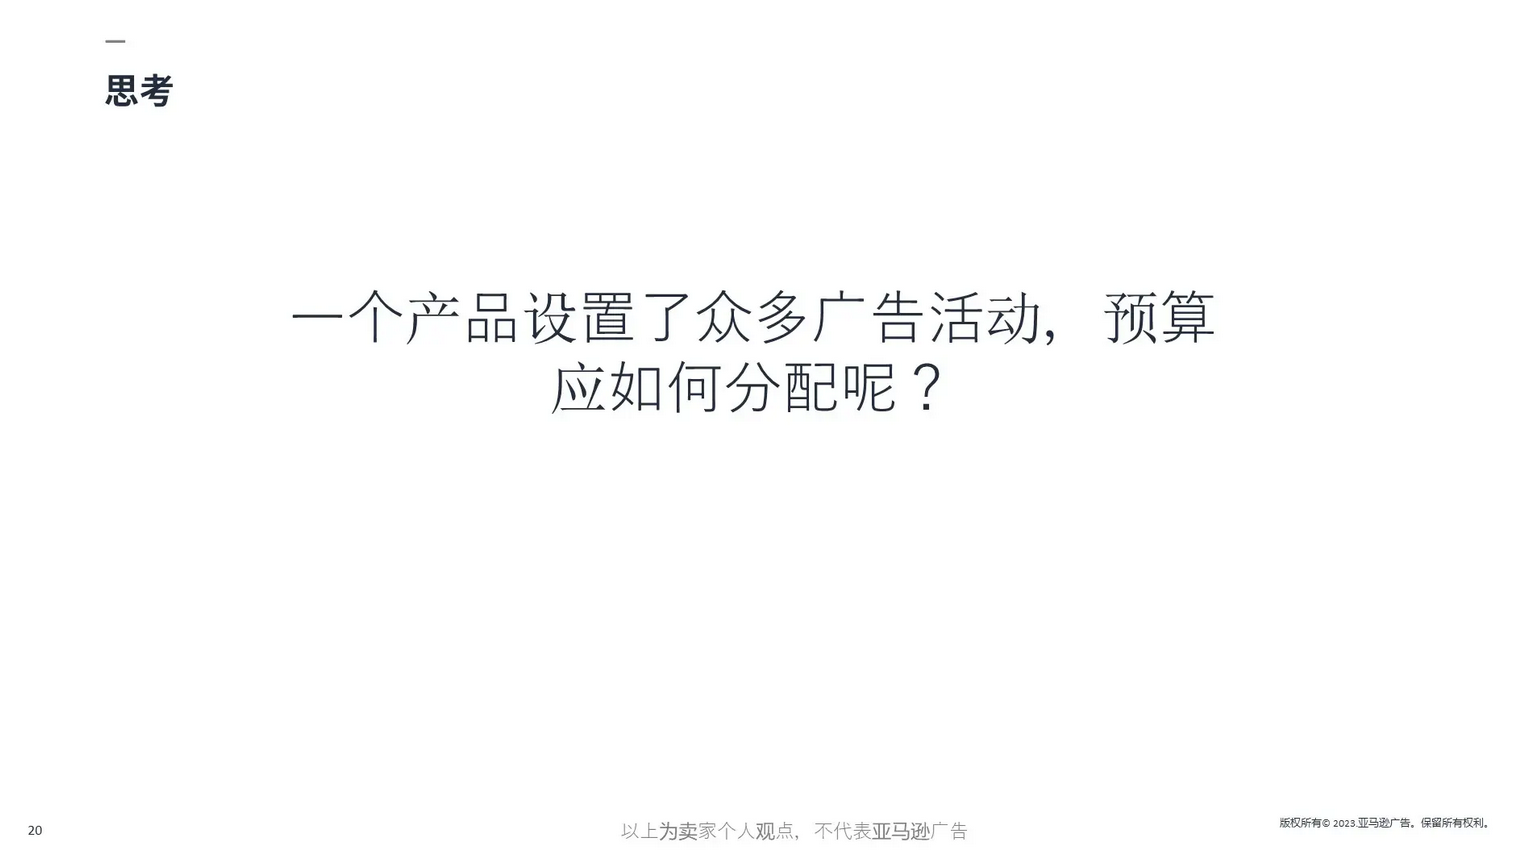 思考
一个产品设置了众多广告活动，预算
应如何分配呢？
20
以上为卖家个人观点，不代表亚马逊广告
版权所有© 2023.亚马逊广告。保留所有权利。